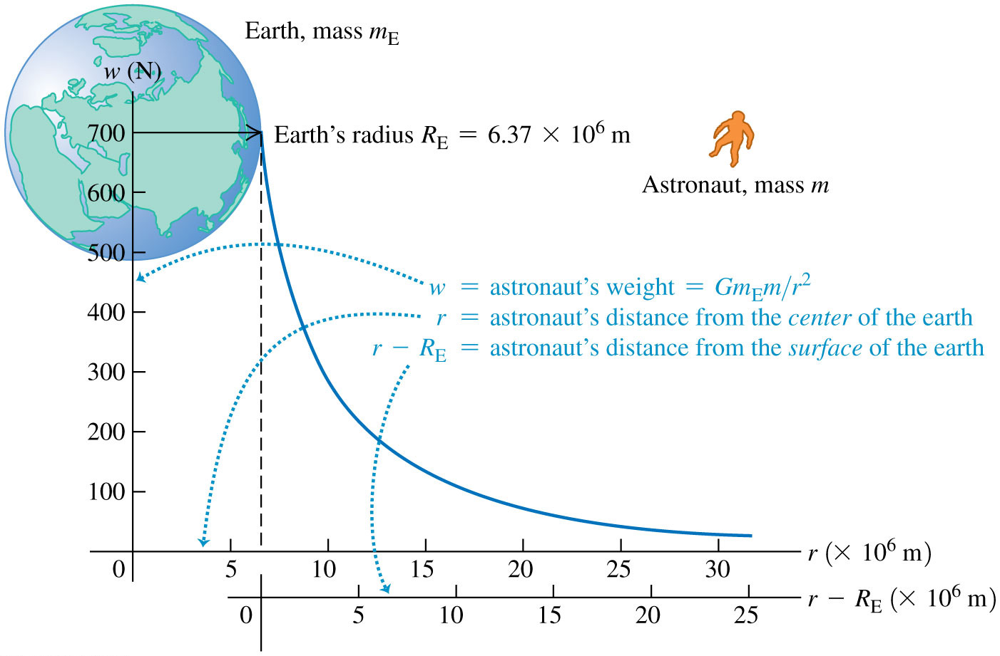 Earth, mass mE
w (N)
700
Earth's radius RE = 6.37 × 10⁶ m
Astronaut, mass m
600
500
w = astronaut's weight = GmEm/r²
400
r = astronaut's distance from the center of the earth
r − RE = astronaut's distance from the surface of the earth
300
200
100
0 5 10 15 20 25 30 r (× 10⁶ m)
0 5 10 15 20 25 r − RE (× 10⁶ m)